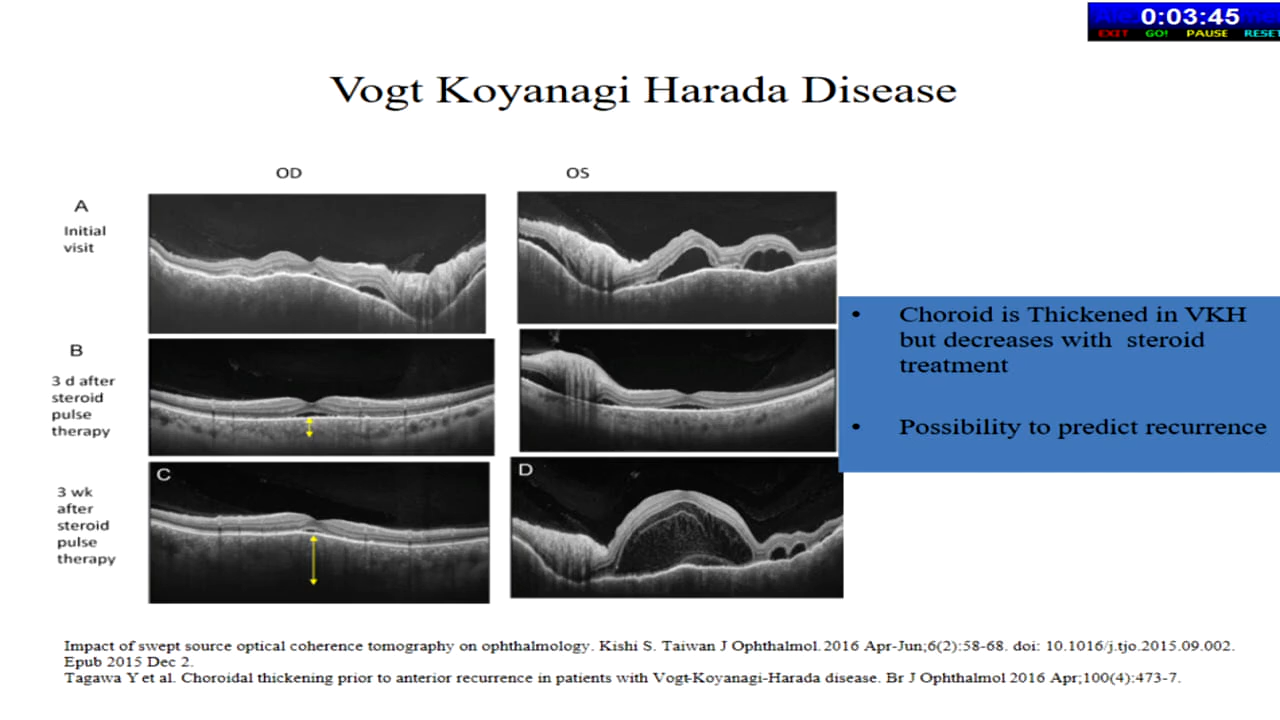 0:03:45
EXIT GO! PAUSE RESET
Vogt Koyanagi Harada Disease
OD
OS
A
Initial
visit
B
3 d after
steroid
pulse
therapy
C
D
3 wk
after
steroid
pulse
therapy
• Choroid is Thickened in VKH
but decreases with steroid
treatment
• Possibility to predict recurrence
Impact of swept source optical coherence tomography on ophthalmology. Kishi S. Taiwan J Ophthalmol. 2016 Apr-Jun;6(2):58-68. doi: 10.1016/j.tjo.2015.09.002.
Epub 2015 Dec 2.
Tagawa Y et al. Choroidal thickening prior to anterior recurrence in patients with Vogt-Koyanagi-Harada disease. Br J Ophthalmol 2016 Apr;100(4):473-7.